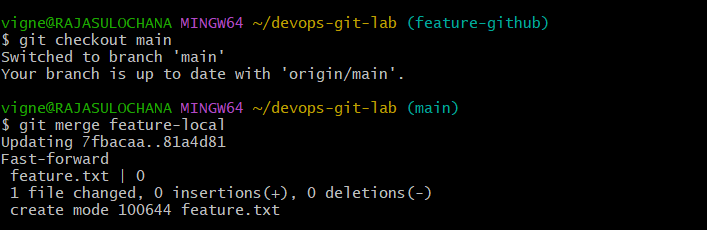 vigne@RAJASULOCHANA MINGW64 ~/devops-git-lab (feature-github)
$ git checkout main
Switched to branch 'main'
Your branch is up to date with 'origin/main'.
vigne@RAJASULOCHANA MINGW64 ~/devops-git-lab (main)
$ git merge feature-local
Updating 7fbacaa..81a4d81
Fast-forward
 feature.txt | 0
 1 file changed, 0 insertions(+), 0 deletions(-)
 create mode 100644 feature.txt